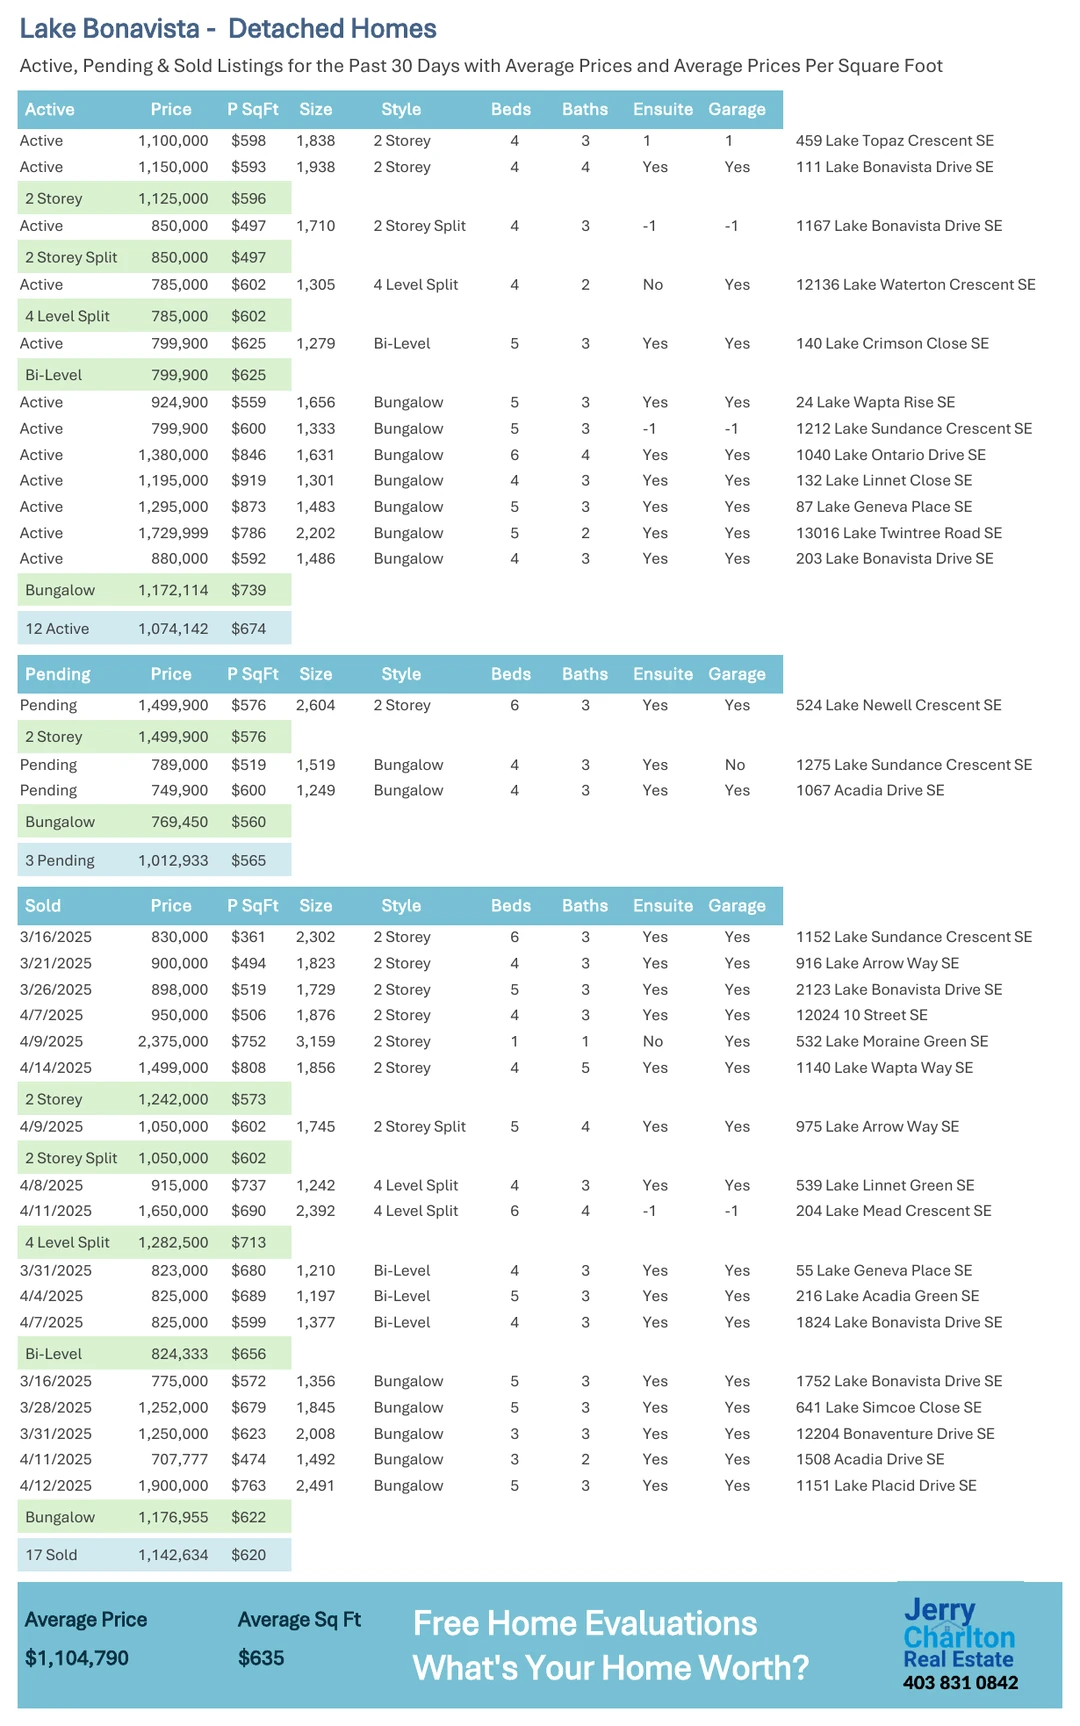 Lake Bonavista - Detached Homes
Active, Pending & Sold Listings for the Past 30 Days with Average Prices and Average Prices Per Square Foot
Active Price P SqFt Size Style Beds Baths Ensuite Garage
Active 1,100,000 $598 1,838 2 Storey 4 3 1 1 459 Lake Topaz Crescent SE
Active 1,150,000 $593 1,938 2 Storey 4 4 Yes Yes 111 Lake Bonavista Drive SE
2 Storey 1,125,000 $596
Active 850,000 $497 1,710 2 Storey Split 4 3 -1 -1 1167 Lake Bonavista Drive SE
2 Storey Split 850,000 $497
Active 785,000 $602 1,305 4 Level Split 4 2 No Yes 12136 Lake Waterton Crescent SE
4 Level Split 785,000 $602
Active 799,900 $625 1,279 Bi-Level 5 3 Yes Yes 140 Lake Crimson Close SE
Bi-Level 799,900 $625
Active 924,900 $559 1,656 Bungalow 5 3 Yes Yes 24 Lake Wapta Rise SE
Active 799,900 $600 1,333 Bungalow 5 3 -1 -1 1212 Lake Sundance Crescent SE
Active 1,380,000 $846 1,631 Bungalow 6 4 Yes Yes 1040 Lake Ontario Drive SE
Active 1,195,000 $919 1,301 Bungalow 4 3 Yes Yes 132 Lake Linnet Close SE
Active 1,295,000 $873 1,483 Bungalow 5 3 Yes Yes 87 Lake Geneva Place SE
Active 1,729,999 $786 2,202 Bungalow 5 2 Yes Yes 13016 Lake Twintree Road SE
Active 880,000 $592 1,486 Bungalow 4 3 Yes Yes 203 Lake Bonavista Drive SE
Bungalow 1,172,114 $739
12 Active 1,074,142 $674
Pending Price P SqFt Size Style Beds Baths Ensuite Garage
Pending 1,499,900 $576 2,604 2 Storey 6 3 Yes Yes 524 Lake Newell Crescent SE
2 Storey 1,499,900 $576
Pending 789,000 $519 1,519 Bungalow 4 3 Yes No 1275 Lake Sundance Crescent SE
Pending 749,900 $600 1,249 Bungalow 4 3 Yes Yes 1067 Acadia Drive SE
Bungalow 769,450 $560
3 Pending 1,012,933 $565
Sold Price P SqFt Size Style Beds Baths Ensuite Garage
3/16/2025 830,000 $361 2,302 2 Storey 6 3 Yes Yes 1152 Lake Sundance Crescent SE
3/21/2025 900,000 $494 1,823 2 Storey 4 3 Yes Yes 916 Lake Arrow Way SE
3/26/2025 898,000 $519 1,729 2 Storey 5 3 Yes Yes 2123 Lake Bonavista Drive SE
4/7/2025 950,000 $506 1,876 2 Storey 4 3 Yes Yes 12024 10 Street SE
4/9/2025 2,375,000 $752 3,159 2 Storey 1 1 No Yes 532 Lake Moraine Green SE
4/14/2025 1,499,000 $808 1,856 2 Storey 4 5 Yes Yes 1140 Lake Wapta Way SE
2 Storey 1,242,000 $573
4/9/2025 1,050,000 $602 1,745 2 Storey Split 5 4 Yes Yes 975 Lake Arrow Way SE
2 Storey Split 1,050,000 $602
4/8/2025 915,000 $737 1,242 4 Level Split 4 3 Yes Yes 539 Lake Linnet Green SE
4/11/2025 1,650,000 $690 2,392 4 Level Split 6 4 -1 -1 204 Lake Mead Crescent SE
4 Level Split 1,282,500 $713
3/31/2025 823,000 $680 1,210 Bi-Level 4 3 Yes Yes 55 Lake Geneva Place SE
4/4/2025 825,000 $689 1,197 Bi-Level 5 3 Yes Yes 216 Lake Acadia Green SE
4/7/2025 825,000 $599 1,377 Bi-Level 4 3 Yes Yes 1824 Lake Bonavista Drive SE
Bi-Level 824,333 $656
3/16/2025 775,000 $572 1,356 Bungalow 5 3 Yes Yes 1752 Lake Bonavista Drive SE
3/28/2025 1,252,000 $679 1,845 Bungalow 5 3 Yes Yes 641 Lake Simcoe Close SE
3/31/2025 1,250,000 $623 2,008 Bungalow 3 3 Yes Yes 12204 Bonaventure Drive SE
4/11/2025 707,777 $474 1,492 Bungalow 3 2 Yes Yes 1508 Acadia Drive SE
4/12/2025 1,900,000 $763 2,491 Bungalow 5 3 Yes Yes 1151 Lake Placid Drive SE
Bungalow 1,176,955 $622
17 Sold 1,142,634 $620
Average Price Average Sq Ft
$1,104,790 $635
Free Home Evaluations
What's Your Home Worth?
Jerry
Charlton
Real Estate
403 831 0842